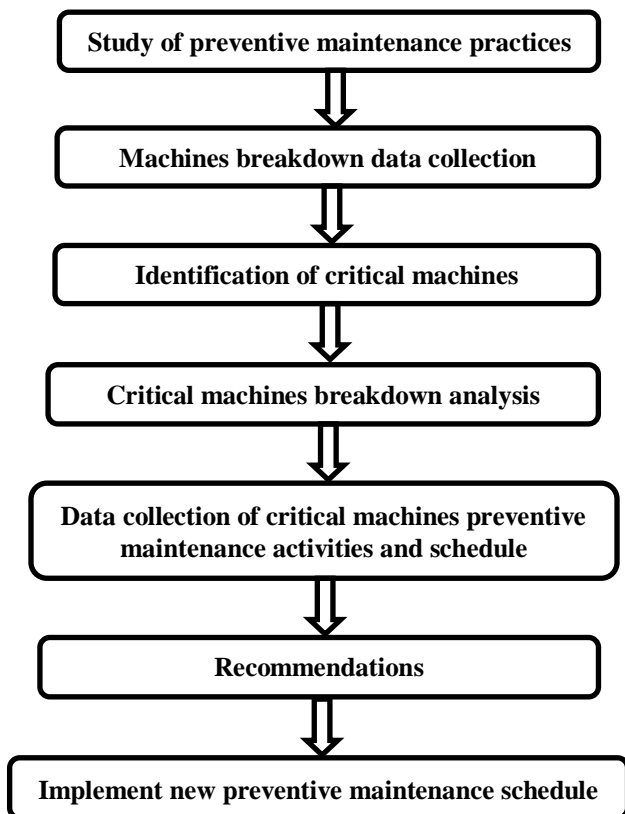 Study of preventive maintenance practices
Machines breakdown data collection
Identification of critical machines
Critical machines breakdown analysis
Data collection of critical machines preventive
maintenance activities and schedule
Recommendations
Implement new preventive maintenance schedule